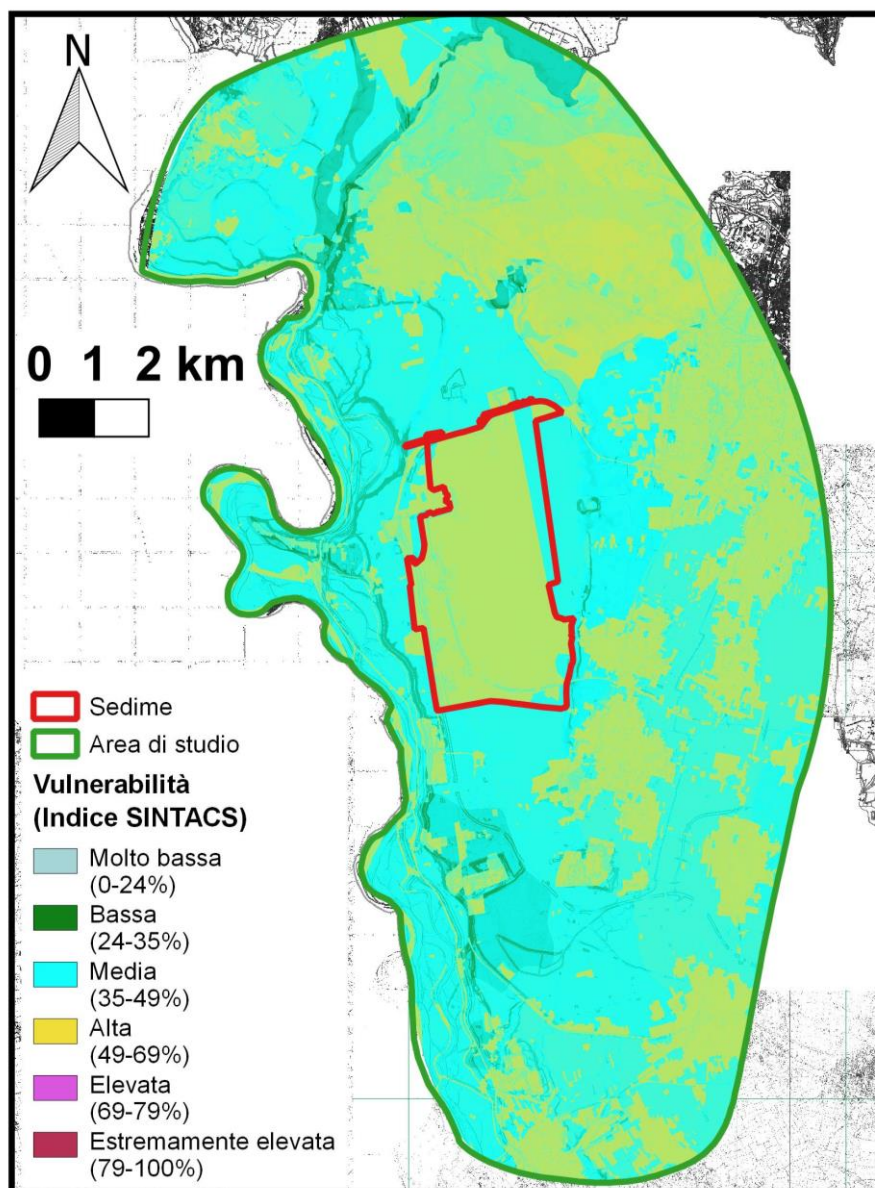 N
0 1 2 km
Sedime
Area di studio
Vulnerabilità
(Indice SINTACS)
Molto bassa
(0-24%)
Bassa
(24-35%)
Media
(35-49%)
Alta
(49-69%)
Elevata
(69-79%)
Estremamente elevata
(79-100%)